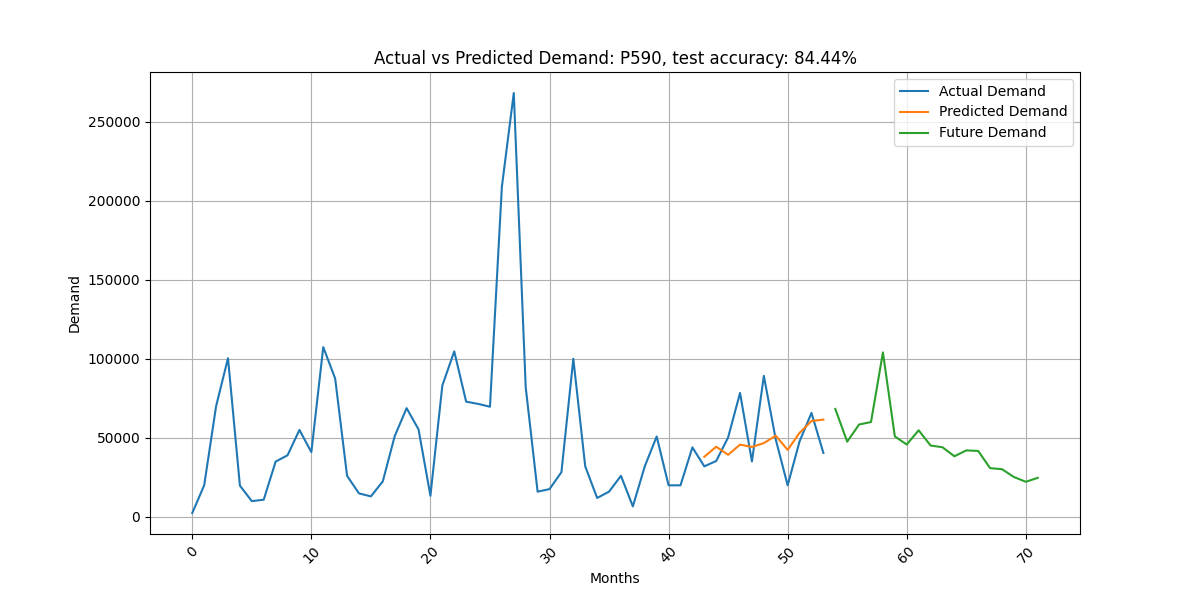 Actual vs Predicted Demand: P590, test accuracy: 84.44%
Actual Demand
Predicted Demand
Future Demand
250000
200000
150000
100000
50000
0
Demand
0
10
20
30
40
50
60
70
Months